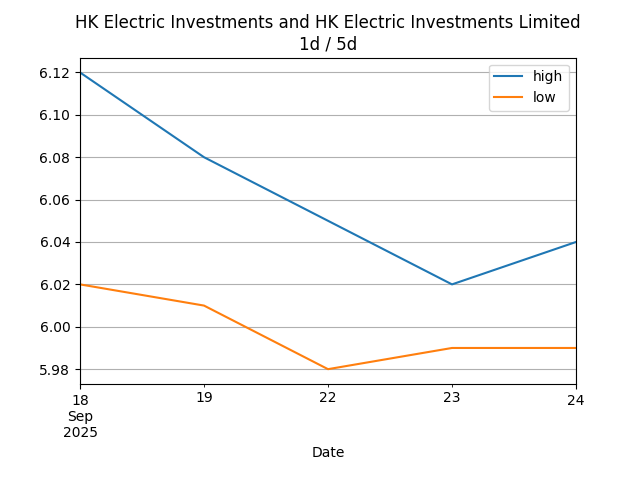 HK Electric Investments and HK Electric Investments Limited
1d / 5d
high
low
6.12
6.10
6.08
6.06
6.04
6.02
6.00
5.98
18 19 22 23 24
Sep
2025
Date